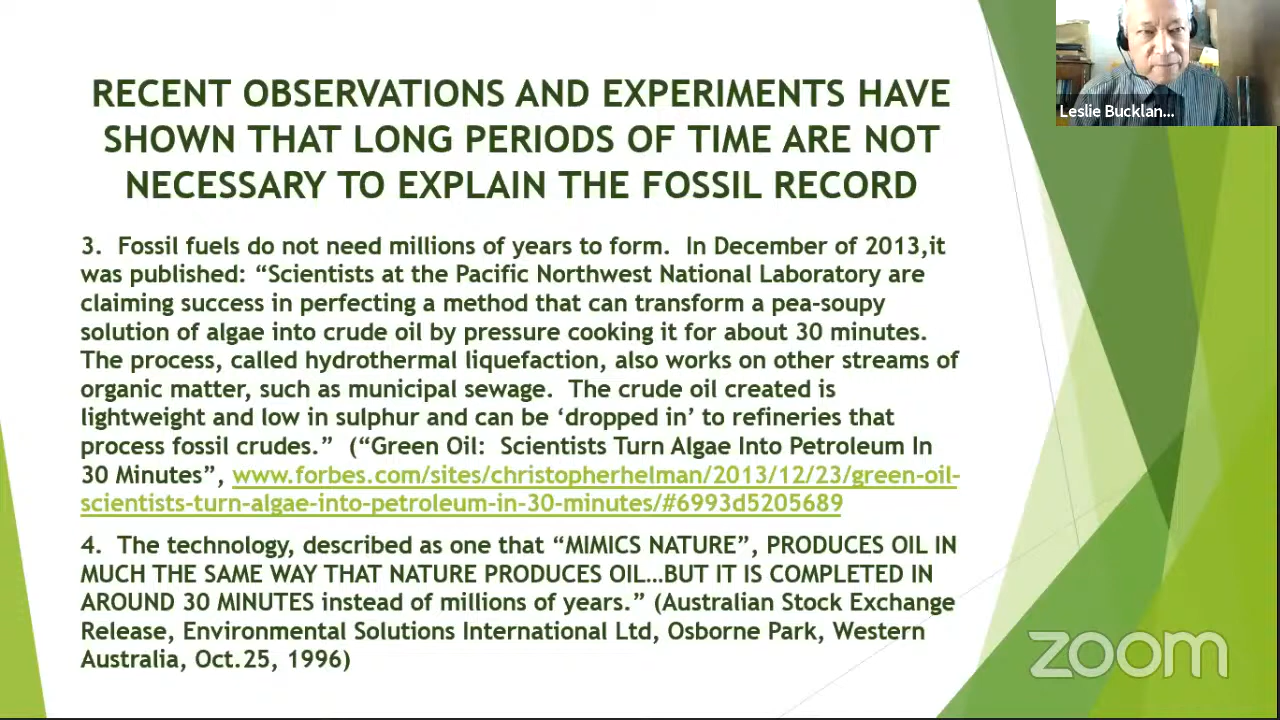 RECENT OBSERVATIONS AND EXPERIMENTS HAVE
SHOWN THAT LONG PERIODS OF TIME ARE NOT
NECESSARY TO EXPLAIN THE FOSSIL RECORD
3. Fossil fuels do not need millions of years to form. In December of 2013,it
was published: “Scientists at the Pacific Northwest National Laboratory are
claiming success in perfecting a method that can transform a pea-soupy
solution of algae into crude oil by pressure cooking it for about 30 minutes.
The process, called hydrothermal liquefaction, also works on other streams of
organic matter, such as municipal sewage. The crude oil created is
lightweight and low in sulphur and can be ‘dropped in’ to refineries that
process fossil crudes.” (“Green Oil: Scientists Turn Algae Into Petroleum In
30 Minutes”, www.forbes.com/sites/christopherhelman/2013/12/23/green-oil-
scientists-turn-algae-into-petroleum-in-30-minutes/#6993d5205689
4. The technology, described as one that “MIMICS NATURE”, PRODUCES OIL IN
MUCH THE SAME WAY THAT NATURE PRODUCES OIL…BUT IT IS COMPLETED IN
AROUND 30 MINUTES instead of millions of years.” (Australian Stock Exchange
Release, Environmental Solutions International Ltd, Osborne Park, Western
Australia, Oct.25, 1996)
Leslie Bucklan...
zoom